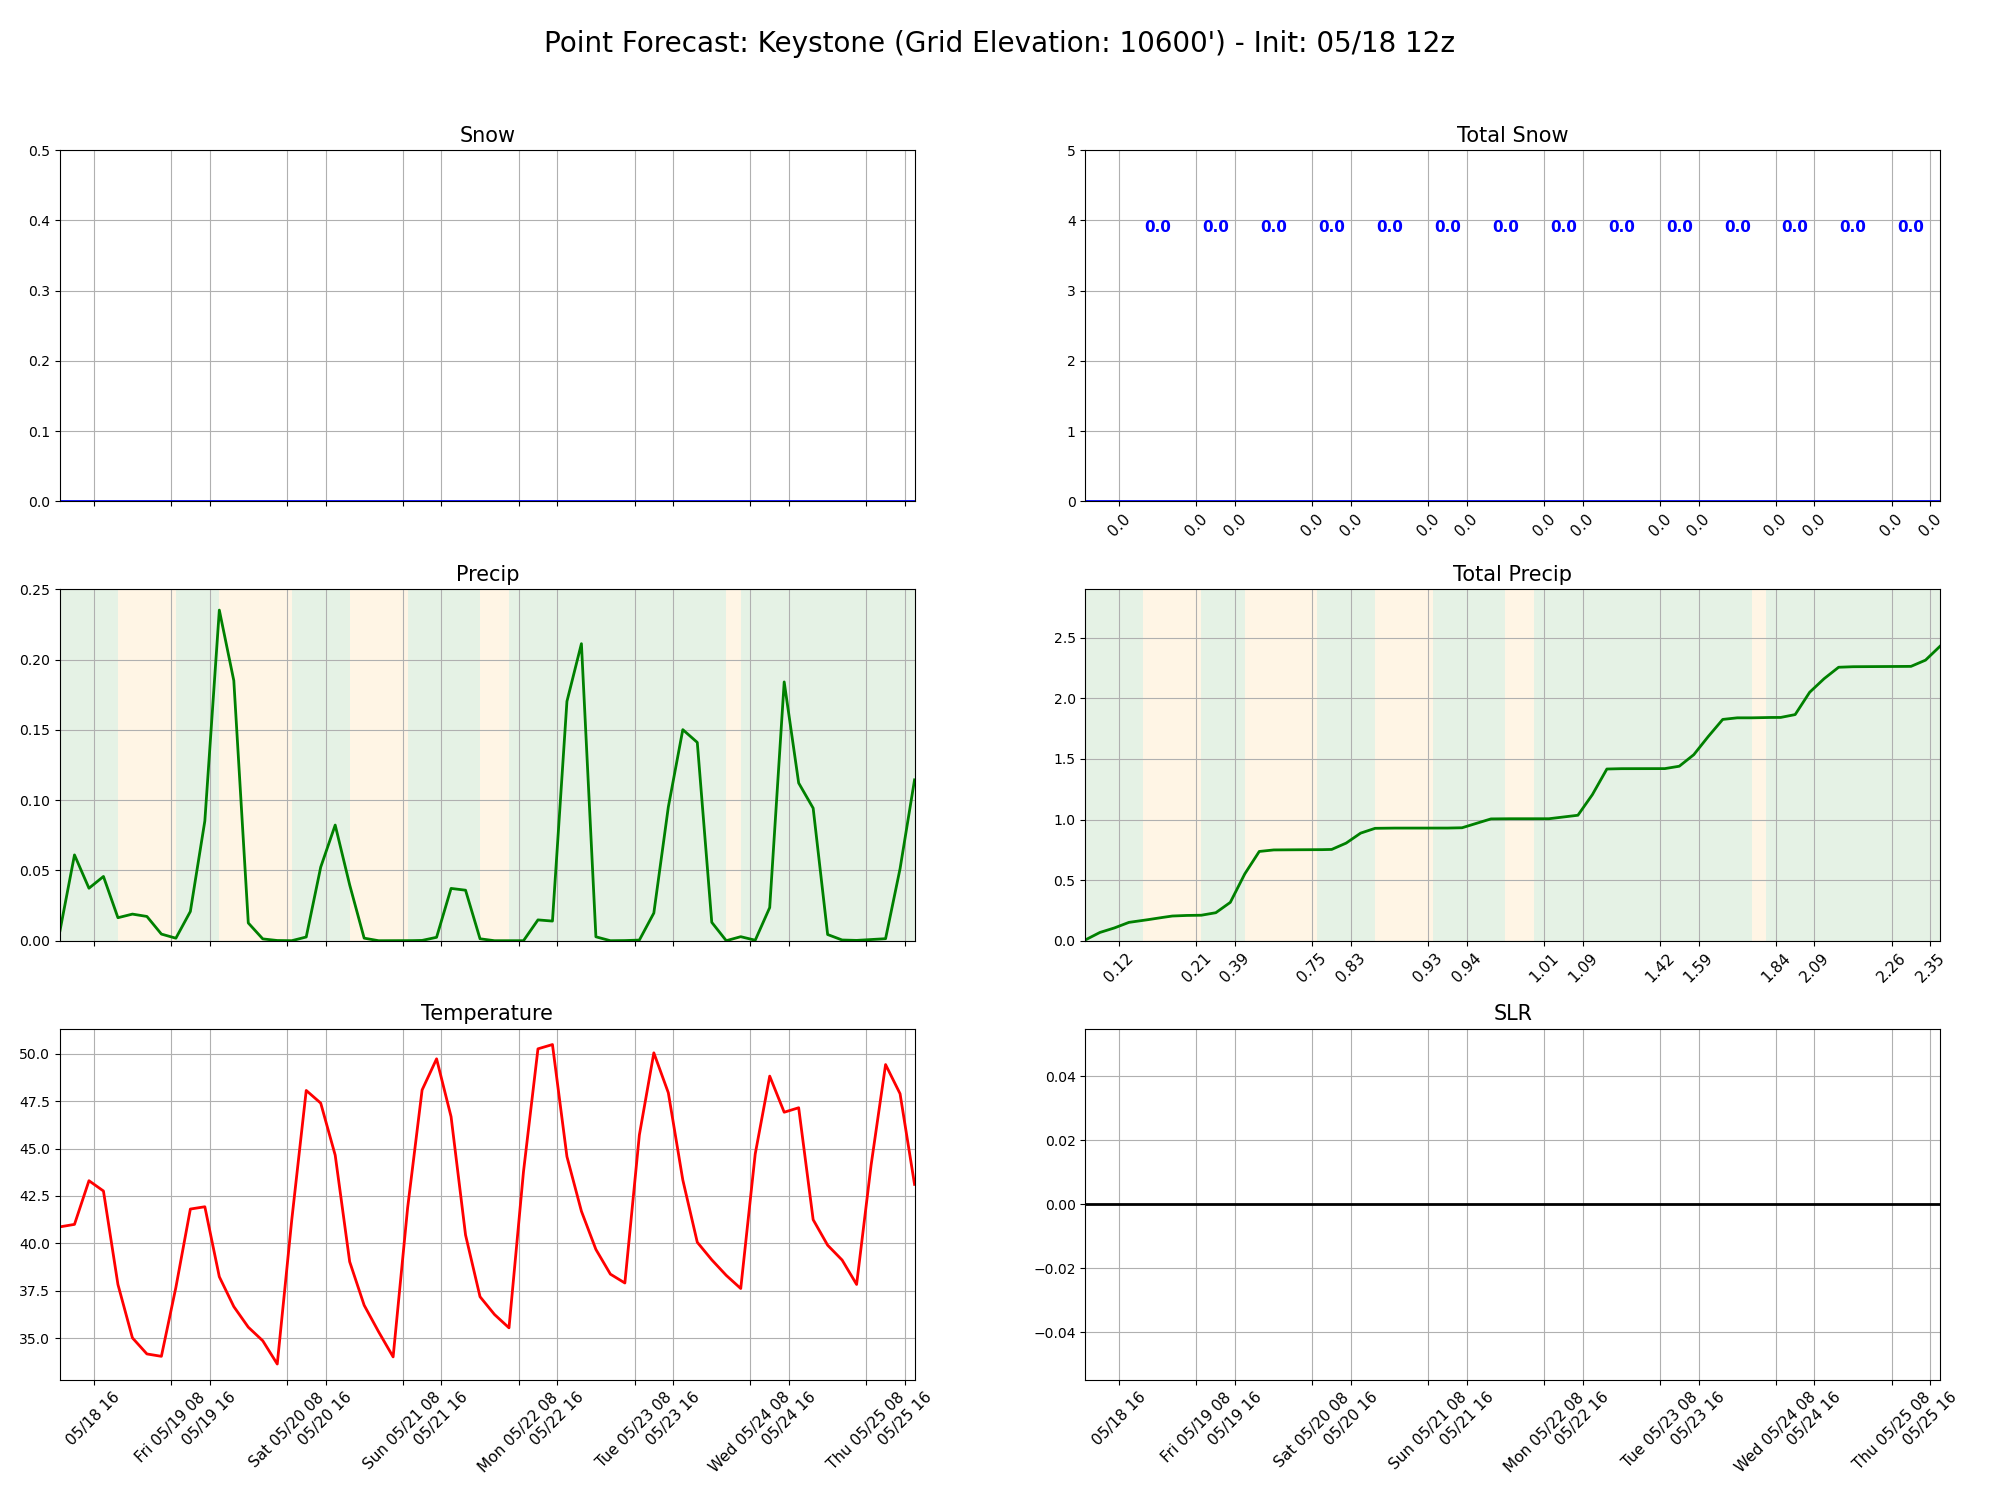 Point Forecast: Keystone (Grid Elevation: 10600') - Init: 05/18 12z
Snow
0.5
0.4
0.3
0.2
0.1
0.0
Total Snow
5
4
3
2
1
0
0.0 0.0 0.0 0.0 0.0 0.0 0.0 0.0 0.0 0.0 0.0 0.0 0.0 0.0
0.0 0.0 0.0 0.0 0.0 0.0 0.0 0.0 0.0 0.0 0.0 0.0 0.0 0.0 0.0
Precip
0.25
0.20
0.15
0.10
0.05
0.00
Total Precip
2.5
2.0
1.5
1.0
0.5
0.0
0.12 0.21 0.39 0.75 0.83 0.93 0.94 1.01 1.09 1.42 1.59 1.84 2.09 2.26 2.35
Temperature
50.0
47.5
45.0
42.5
40.0
37.5
35.0
05/18 16
Fri 05/19 08
05/19 16
Sat 05/20 08
05/20 16
Sun 05/21 08
05/21 16
Mon 05/22 08
05/22 16
Tue 05/23 08
05/23 16
Wed 05/24 08
05/24 16
Thu 05/25 08
05/25 16
SLR
0.04
0.02
0.00
−0.02
−0.04
05/18 16
Fri 05/19 08
05/19 16
Sat 05/20 08
05/20 16
Sun 05/21 08
05/21 16
Mon 05/22 08
05/22 16
Tue 05/23 08
05/23 16
Wed 05/24 08
05/24 16
Thu 05/25 08
05/25 16